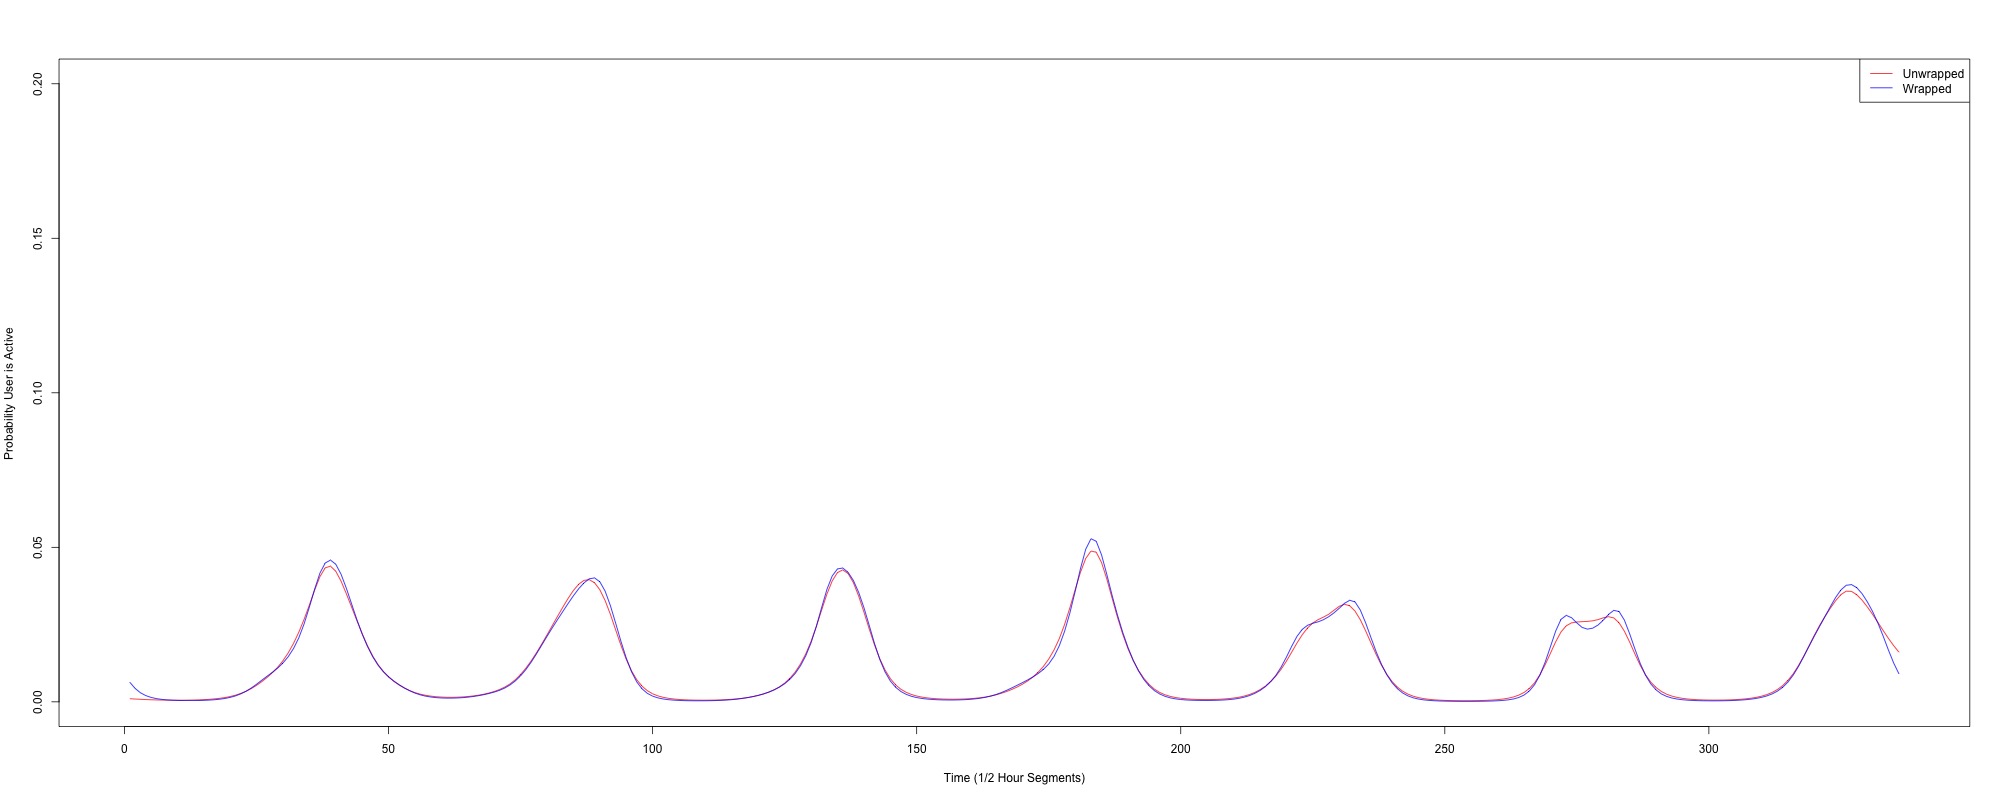 Unwrapped
Wrapped
0.20
0.15
0.10
0.05
0.00
Probability User is Active
0 50 100 150 200 250 300
Time (1/2 Hour Segments)